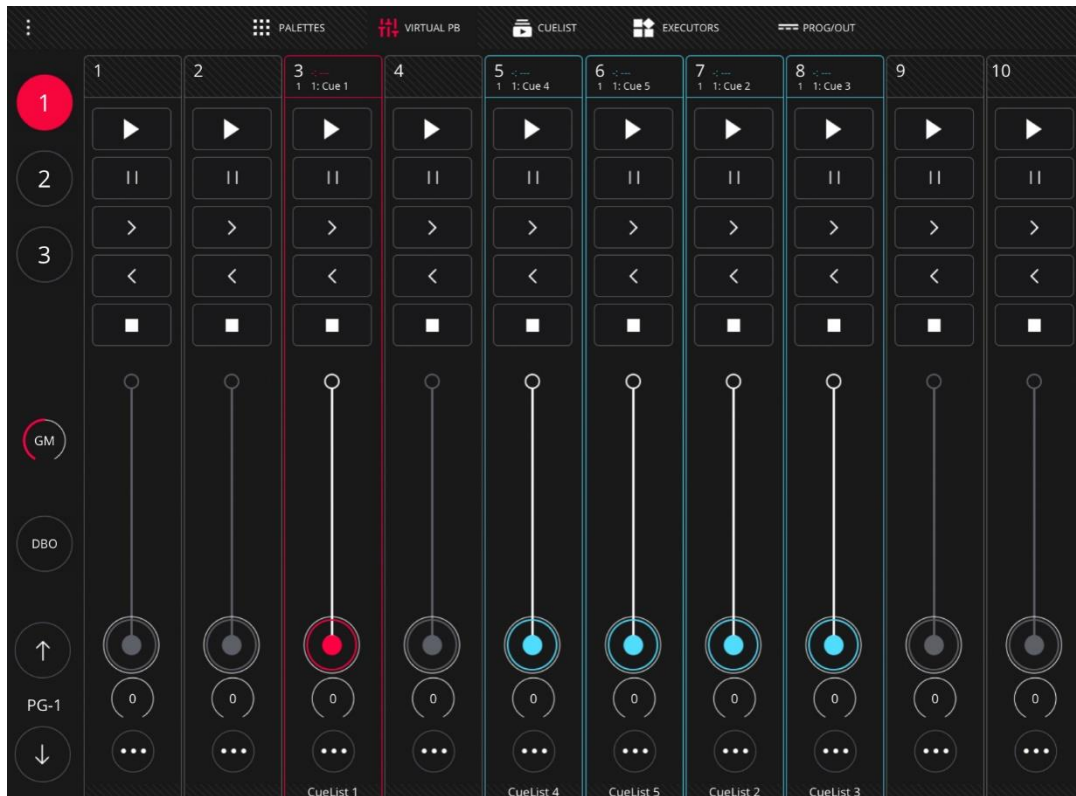 PALETTES VIRTUAL PB CUELIST EXECUTORS PROG/OUT
1 2 3 -:--- 4 5 -:--- 6 -:--- 7 -:--- 8 -:--- 9 10
1 1: Cue 1 1 1: Cue 4 1 1: Cue 5 1 1: Cue 2 1 1: Cue 3
1
2
3
GM
DBO
PG-1
0 0 0 0 0 0 0 0 0 0
CueList 1 CueList 4 CueList 5 CueList 2 CueList 3